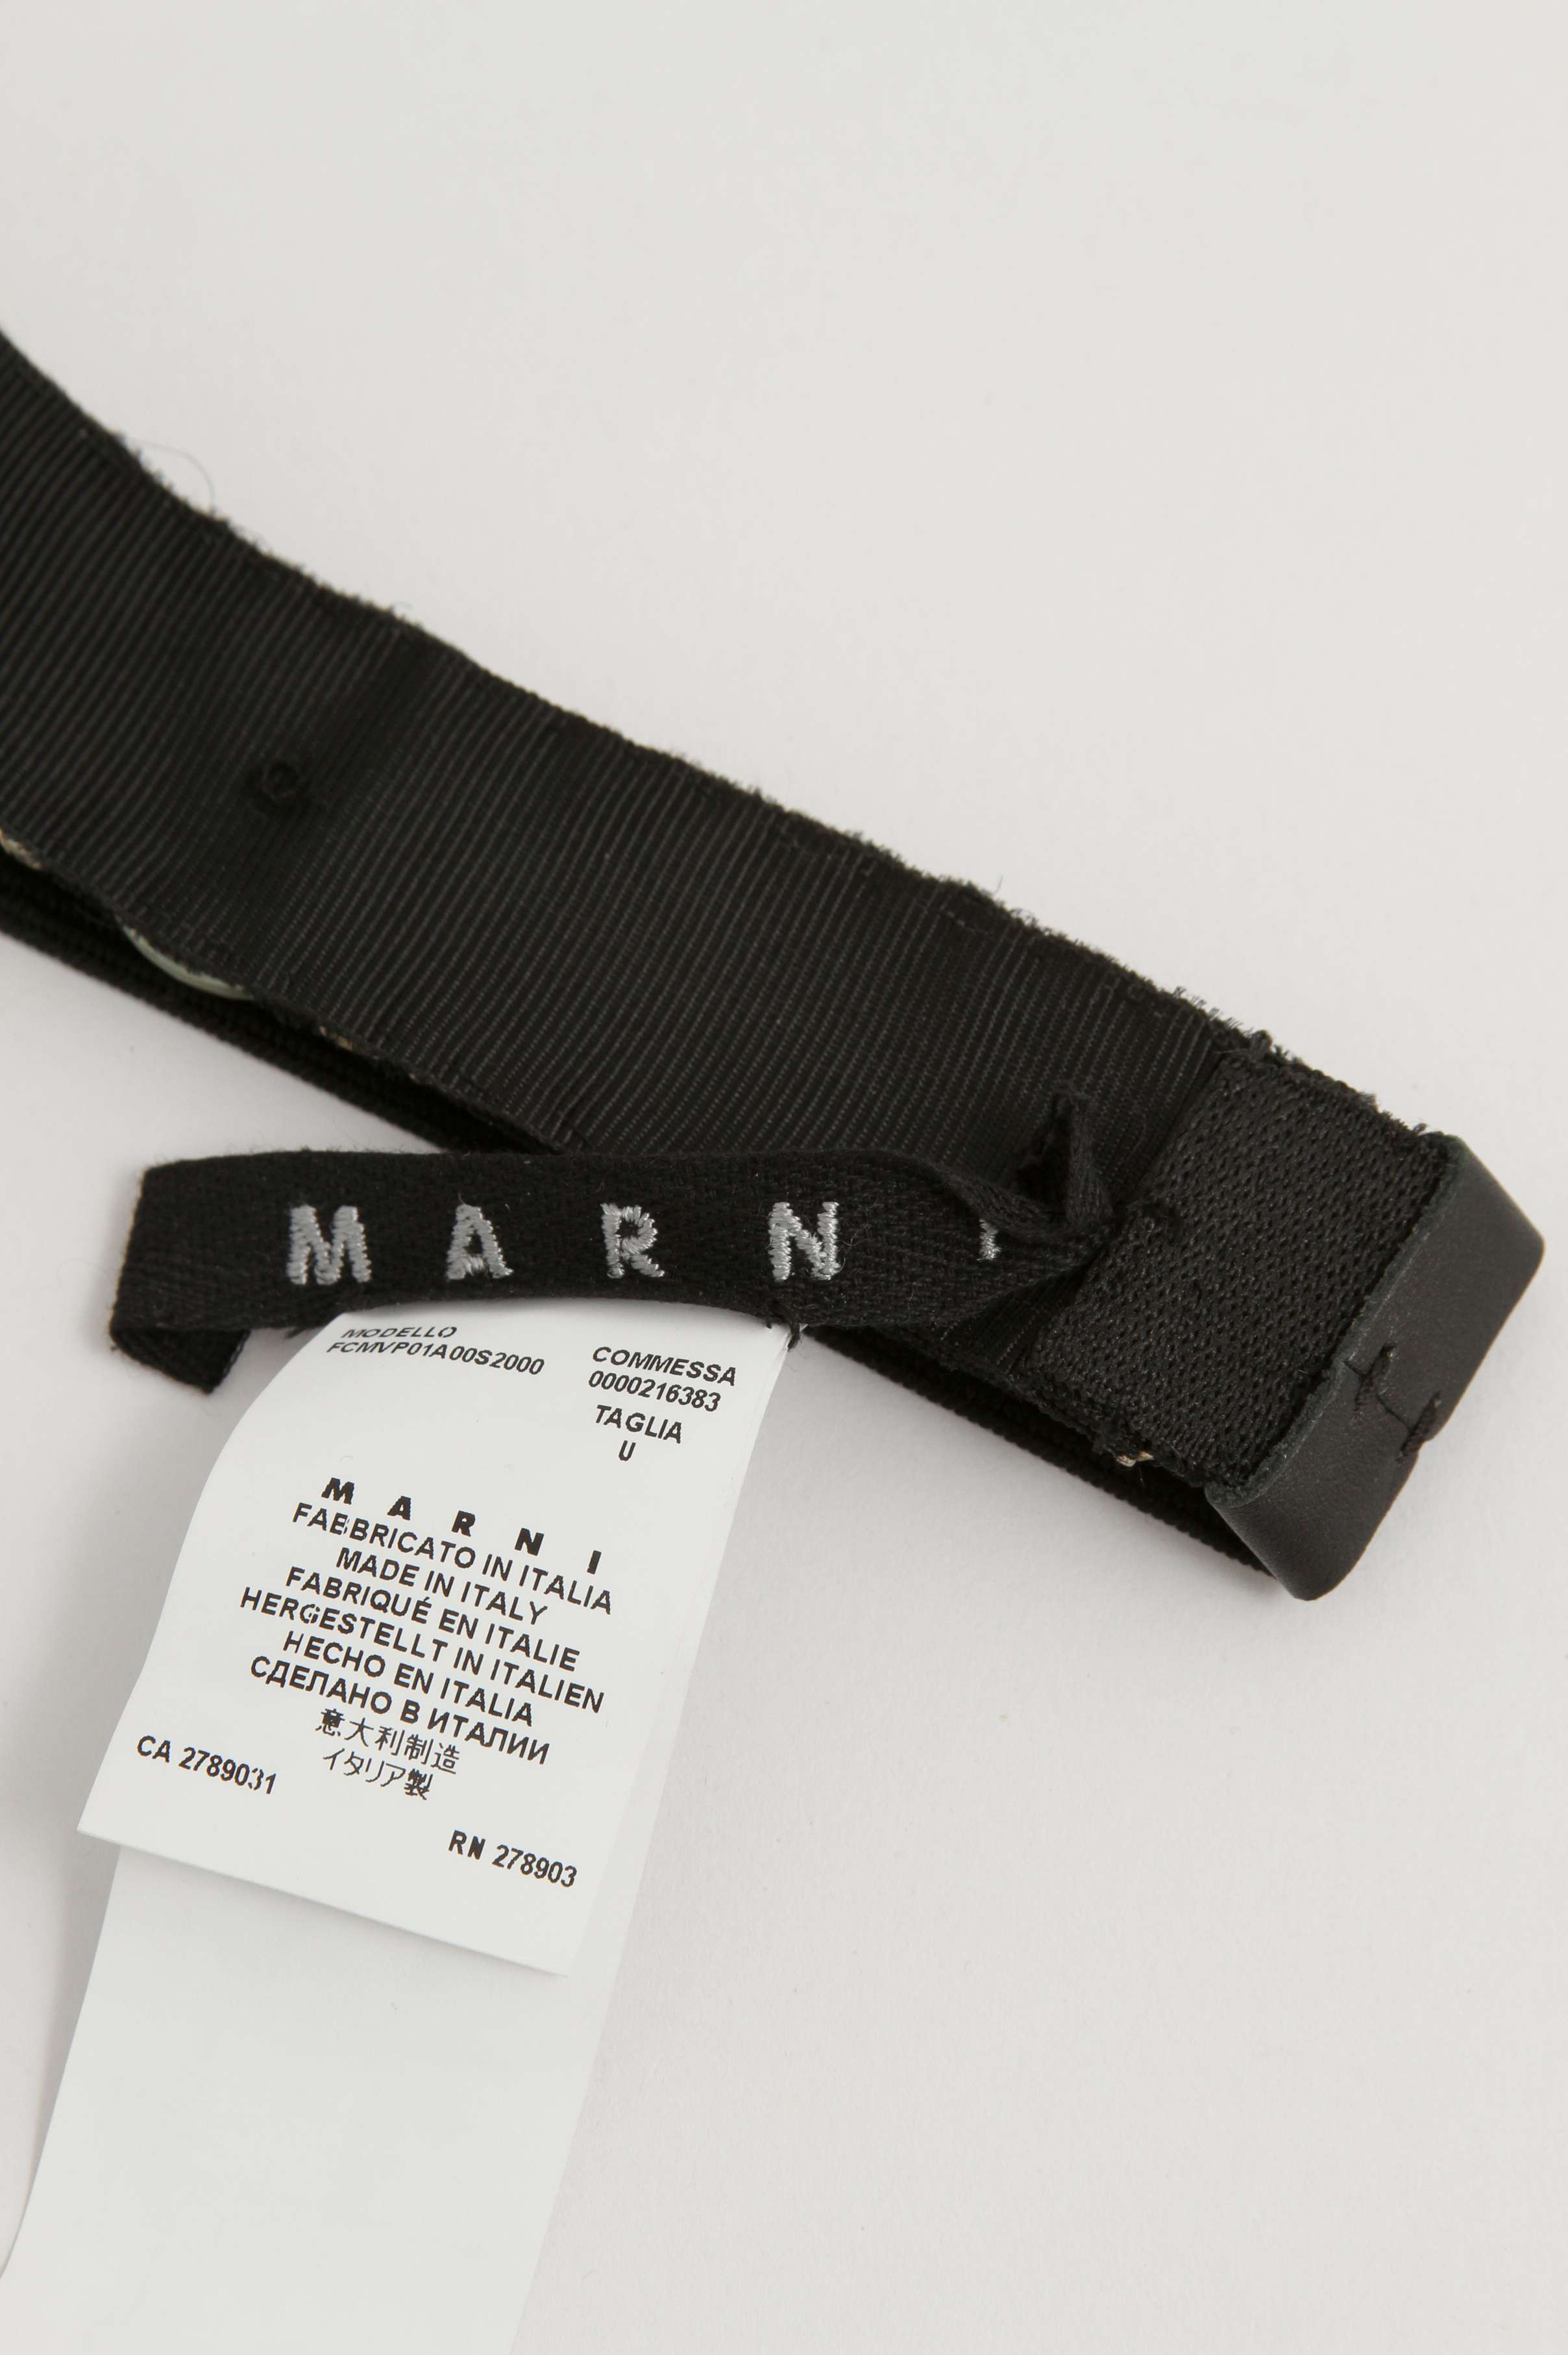 MARNI
MODELLO
FCMVP01A00S2000
COMMESSA
0000216383
TAGLIA
U
MARNI
FABBRICATO IN ITALIA
MADE IN ITALY
FABRIQUÉ EN ITALIE
HERGESTELLT IN ITALIEN
HECHO EN ITALIA
СДЕЛАНО В ИТАЛИИ
意大利制造
イタリア製
CA 2789031
RN 278903